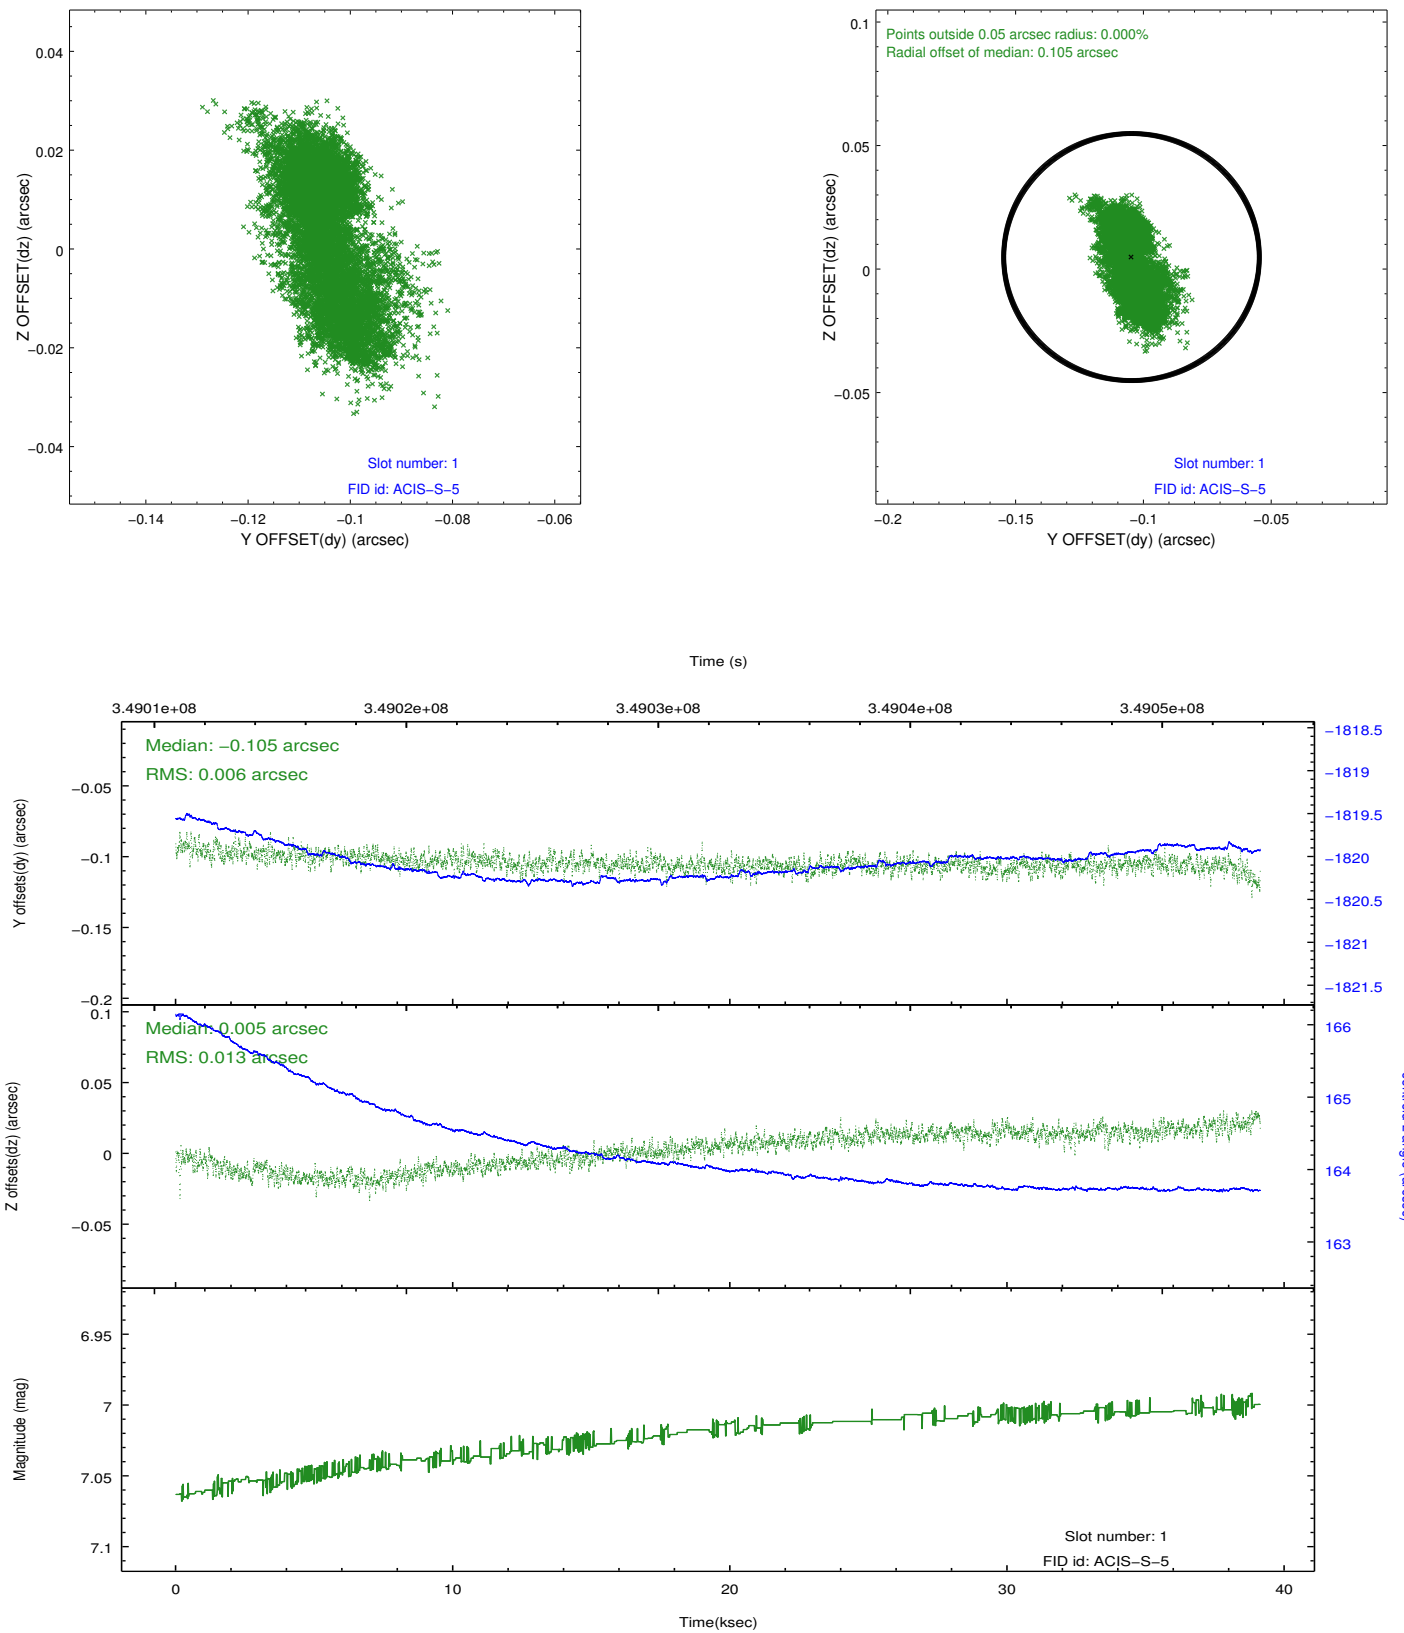 0.04
0.02
0
−0.02
−0.04
Z OFFSET(dz) (arcsec)
Slot number: 1
FID id: ACIS−S−5
−0.14
−0.12
−0.1
−0.08
−0.06
Y OFFSET(dy) (arcsec)
0.1
0.05
0
−0.05
Z OFFSET(dz) (arcsec)
Points outside 0.05 arcsec radius: 0.000%
Radial offset of median: 0.105 arcsec
Slot number: 1
FID id: ACIS−S−5
−0.2
−0.15
−0.1
−0.05
Y OFFSET(dy) (arcsec)
Time (s)
3.4901e+08
3.4902e+08
3.4903e+08
3.4904e+08
3.4905e+08
Median: −0.105 arcsec
RMS: 0.006 arcsec
−0.05
−0.1
−0.15
−0.2
Y offsets(dy) (arcsec)
−1818.5
−1819
−1819.5
−1820
−1820.5
−1821
−1821.5
Median: 0.005 arcsec
RMS: 0.013 arcsec
0.1
0.05
0
−0.05
Z offsets(dz) (arcsec)
166
165
164
163
6.95
7
7.05
7.1
Magnitude (mag)
Slot number: 1
FID id: ACIS−S−5
0
10
20
30
40
Time(ksec)